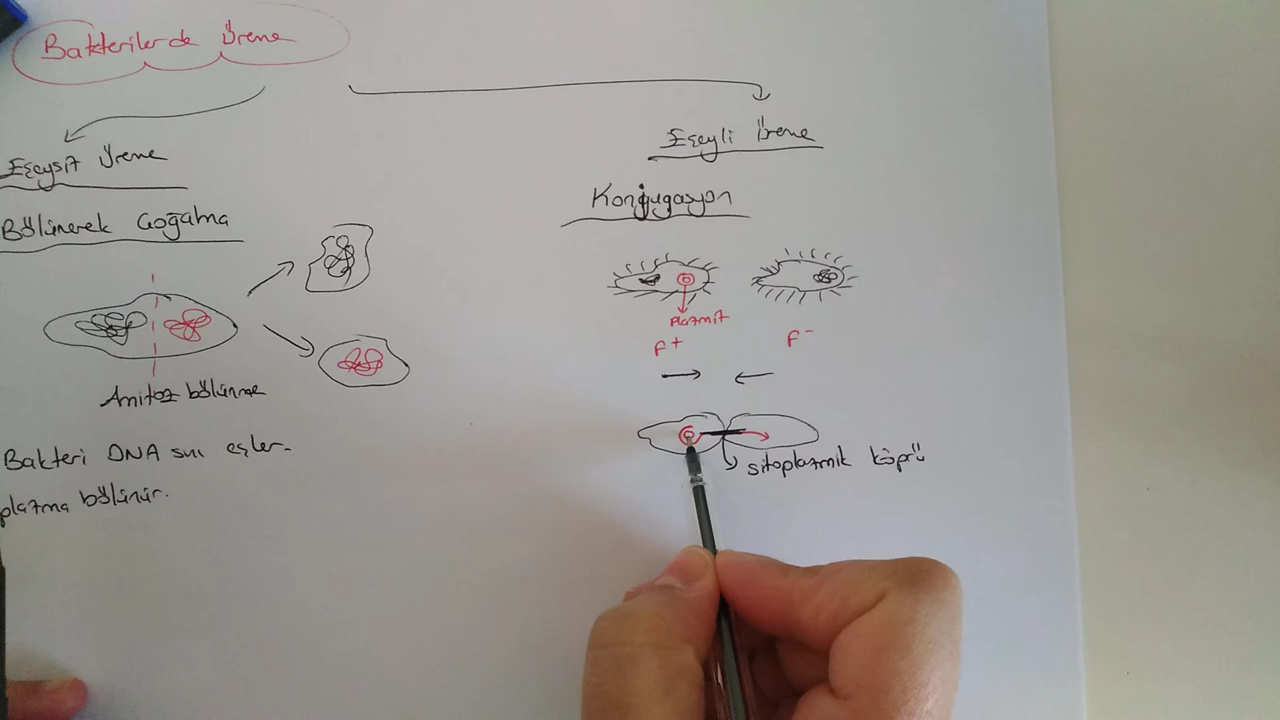 Bakterilerde Üreme
Eşeysiz Üreme
Bölünerek Çoğalma
Amitoz bölünme
Bakteri DNA sını eşler.
plazma bölünür.
Eşeyli Üreme
Konjugasyon
Plazmit
F+
F-
sitoplazmik köprü